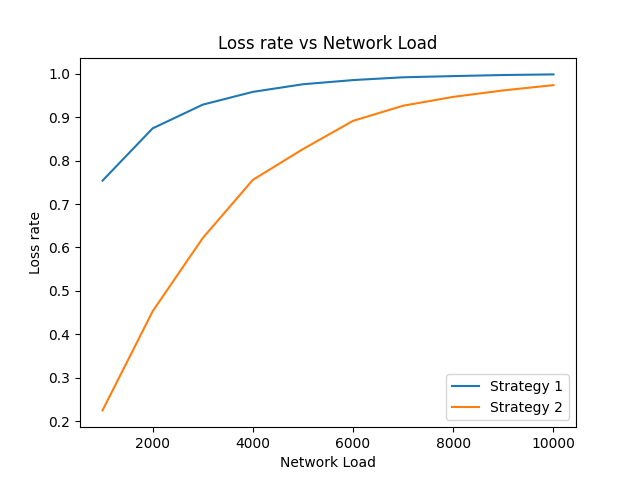 Loss rate vs Network Load
Loss rate
1.0
0.9
0.8
0.7
0.6
0.5
0.4
0.3
0.2
Strategy 1
Strategy 2
2000 4000 6000 8000 10000
Network Load